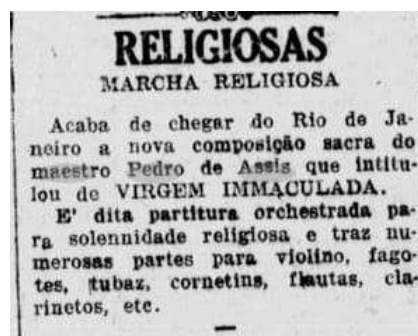 RELIGIOSAS
MARCHA RELIGIOSA
Acaba de chegar do Rio de Ja-
neiro a nova composição sacra do
maestro Pedro de Assis que intitu-
lou de VIRGEM IMMACULADA.
E' dita partitura orchestrada pa-
ra solennidade religiosa e traz nu-
merosas partes para violino, fago-
tes, tubaz, cornetins, flautas, cla-
rinetos, etc.